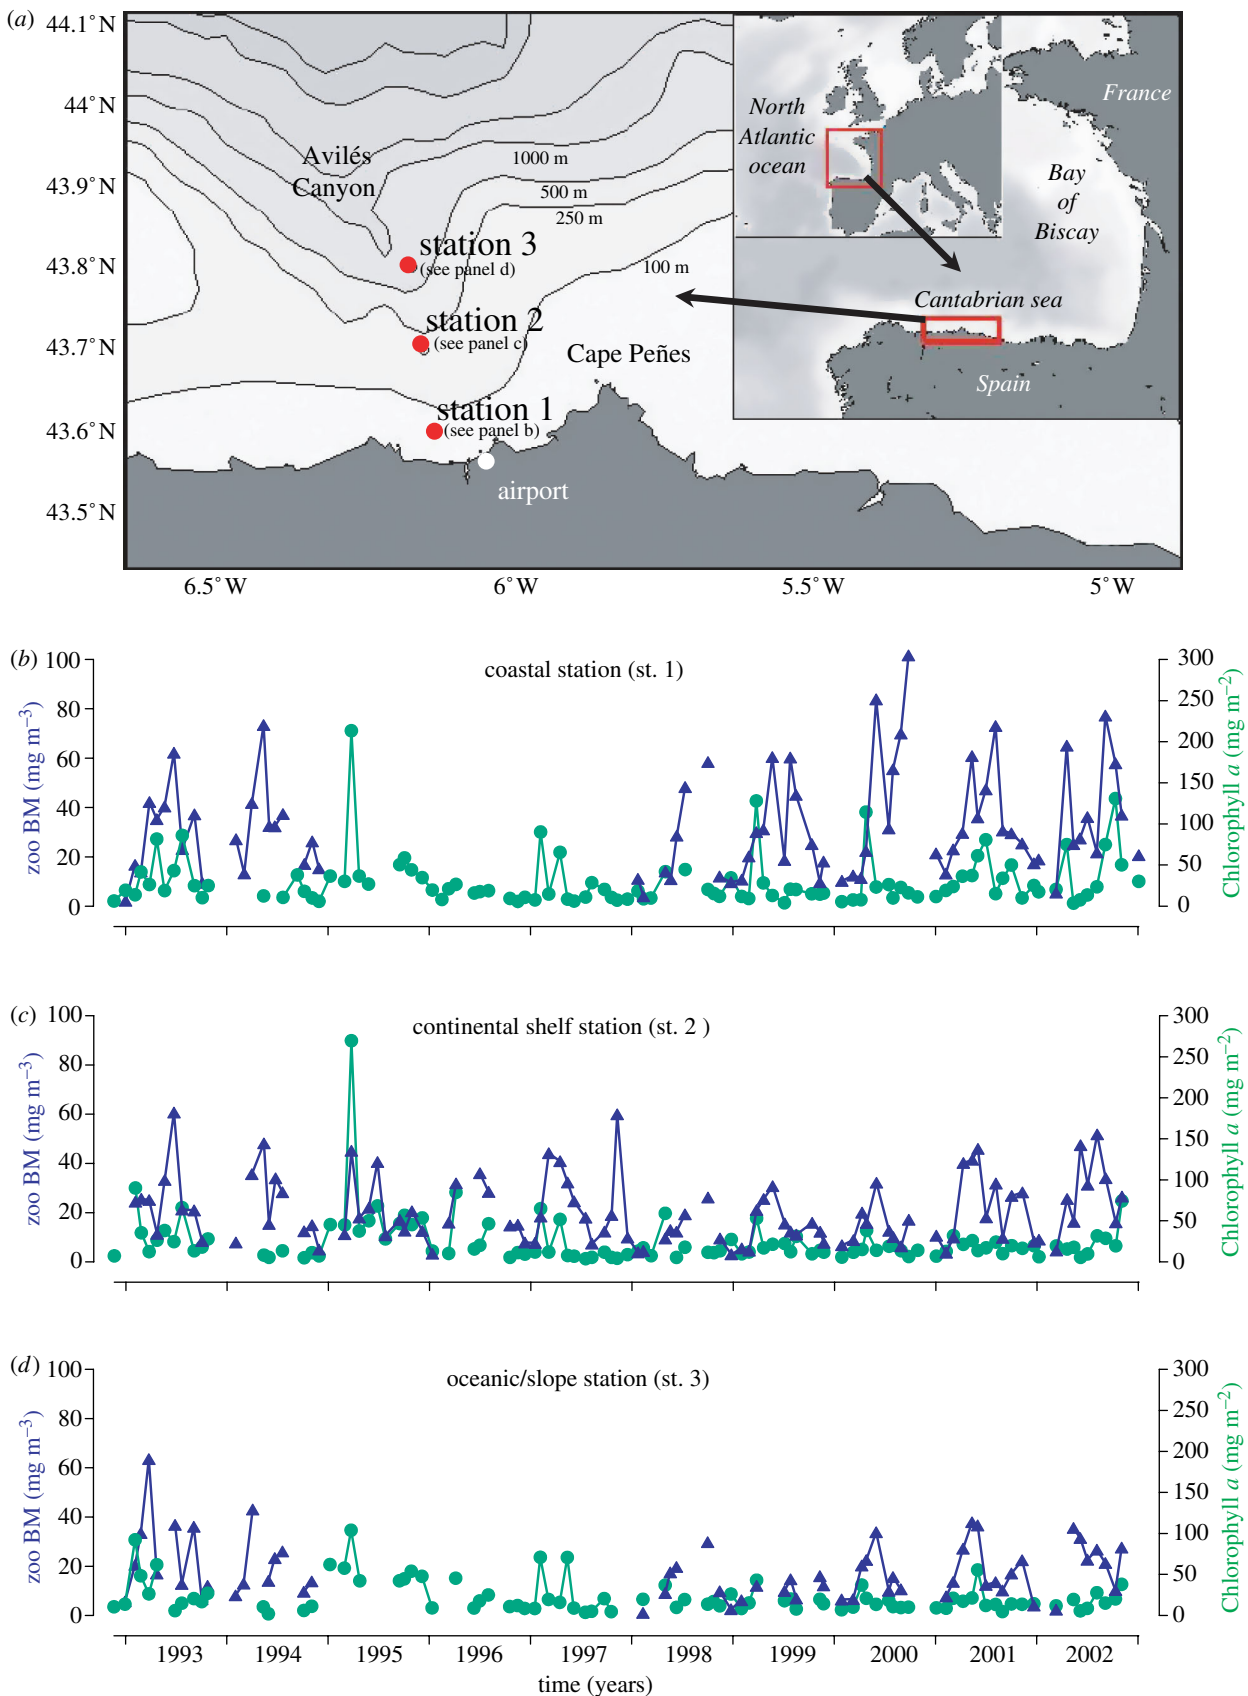 (a)
44.1°N
44°N
43.9°N
43.8°N
43.7°N
43.6°N
43.5°N
6.5°W
6°W
5.5°W
5°W
Avilés
Canyon
1000 m
500 m
250 m
100 m
station 3
(see panel d)
station 2
(see panel c)
station 1
(see panel b)
Cape Peñes
airport
North
Atlantic
ocean
France
Bay
of
Biscay
Cantabrian sea
Spain
(b)
coastal station (st. 1)
zoo BM (mg m−3)
100
80
60
40
20
0
Chlorophyll a (mg m−2)
300
250
200
150
100
50
0
(c)
continental shelf station (st. 2 )
zoo BM (mg m−3)
100
80
60
40
20
0
Chlorophyll a (mg m−2)
300
250
200
150
100
50
0
(d)
oceanic/slope station (st. 3)
zoo BM (mg m−3)
100
80
60
40
20
0
Chlorophyll a (mg m−2)
300
250
200
150
100
50
0
1993 1994 1995 1996 1997 1998 1999 2000 2001 2002
time (years)